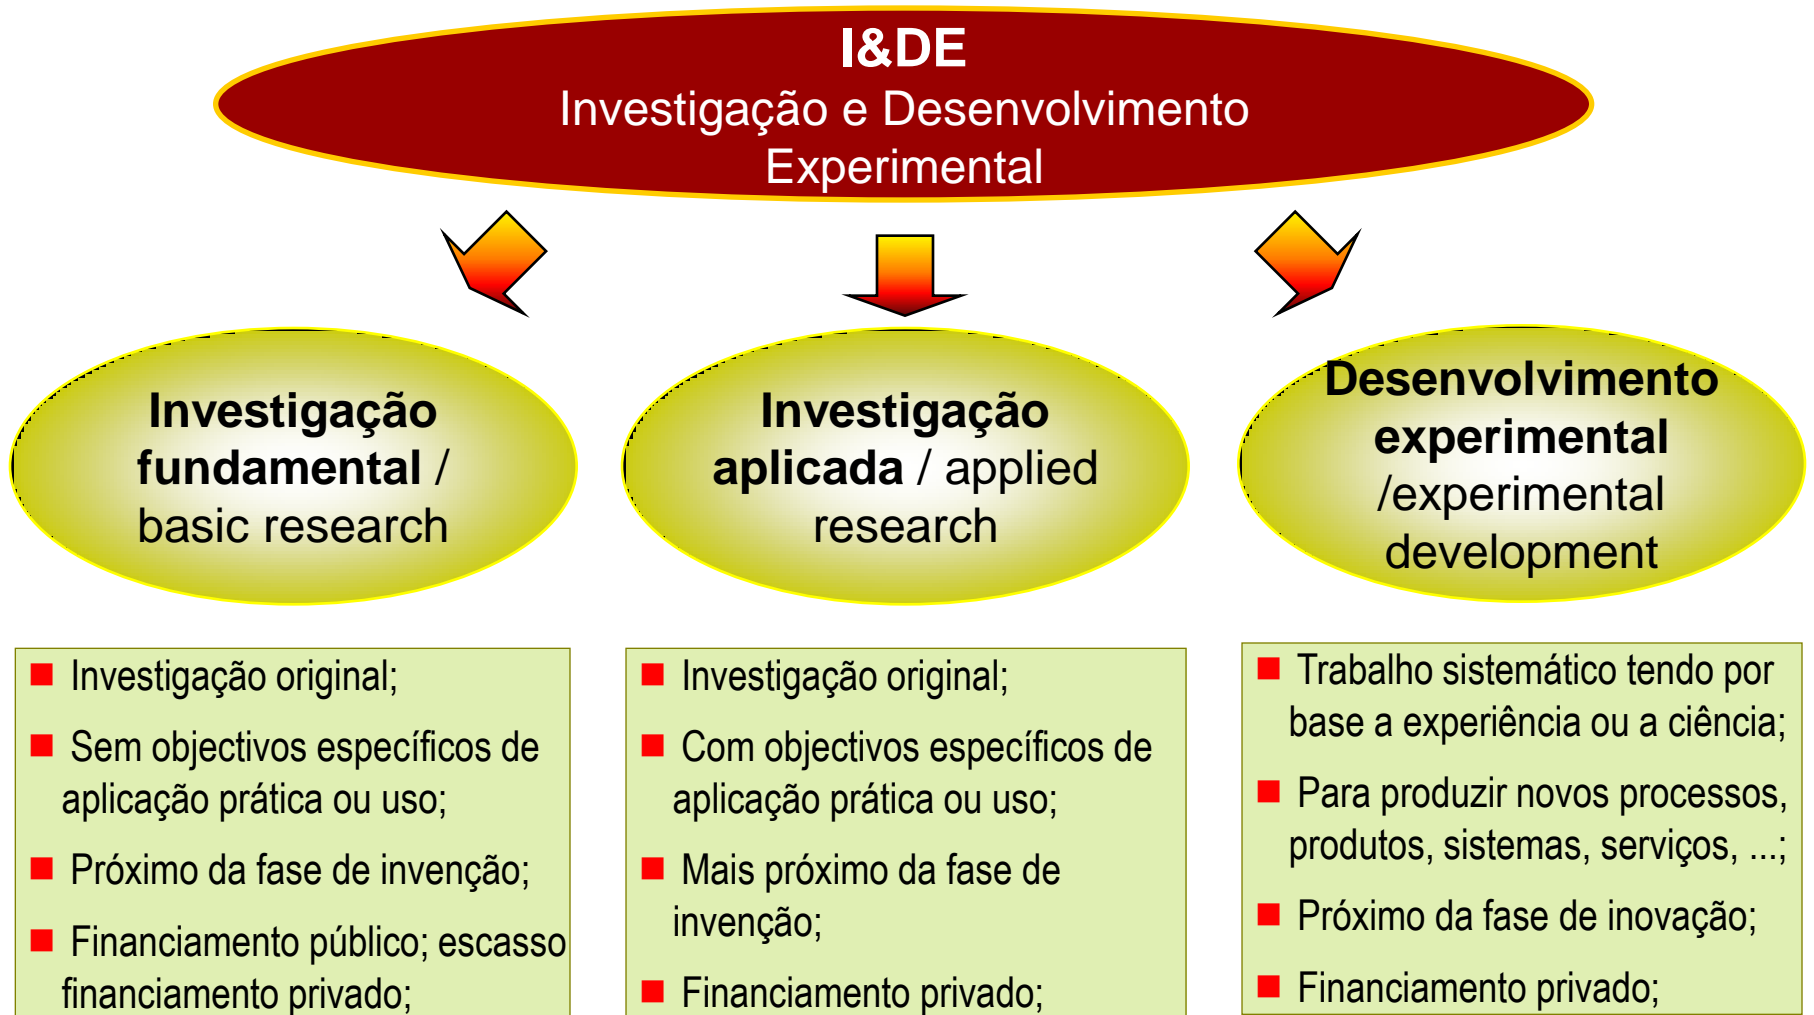 I&DE
Investigação e Desenvolvimento
Experimental
Investigação
fundamental /
basic research
Investigação
aplicada / applied
research
Desenvolvimento
experimental
/experimental
development
Investigação original;
Sem objectivos específicos de
aplicação prática ou uso;
Próximo da fase de invenção;
Financiamento público; escasso
financiamento privado;
Investigação original;
Com objectivos específicos de
aplicação prática ou uso;
Mais próximo da fase de
invenção;
Financiamento privado;
Trabalho sistemático tendo por
base a experiência ou a ciência;
Para produzir novos processos,
produtos, sistemas, serviços, ...;
Próximo da fase de inovação;
Financiamento privado;